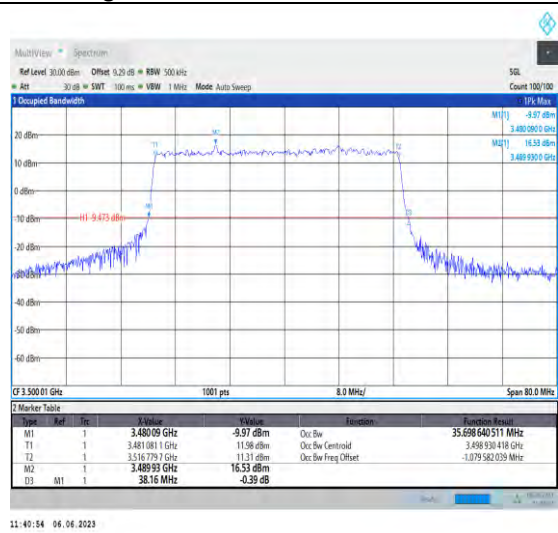 MultiView Spectrum
Ref Level 30.00 dBm Offset 9.29 dB RBW 500 kHz SGL
Att 30 dB SWT 100 ms VBW 1 MHz Mode Auto Sweep Count 100/100
1 Occupied Bandwidth 1Pk Max
M1[1] -9.97 dBm
3.480 090 0 GHz
M2[1] 16.53 dBm
3.489 930 0 GHz
20 dBm
M2
T1
T2
10 dBm
0 dBm
M1
D3
-10 dBm
H1 -9.473 dBm
-20 dBm
-30 dBm
-40 dBm
-50 dBm
-60 dBm
CF 3.500 01 GHz 1001 pts 8.0 MHz/ Span 80.0 MHz
2 Marker Table
Type Ref Trc X-Value Y-Value Function Function Result
M1 1 3.480 09 GHz -9.97 dBm Occ Bw 35.698 640 511 MHz
T1 1 3.481 081 1 GHz 11.98 dBm Occ Bw Centroid 3.498 930 418 GHz
T2 1 3.516 779 7 GHz 11.31 dBm Occ Bw Freq Offset -1.079 582 039 MHz
M2 1 3.489 93 GHz 16.53 dBm
D3 M1 1 38.16 MHz -0.39 dB
11:40:54 06.06.2023